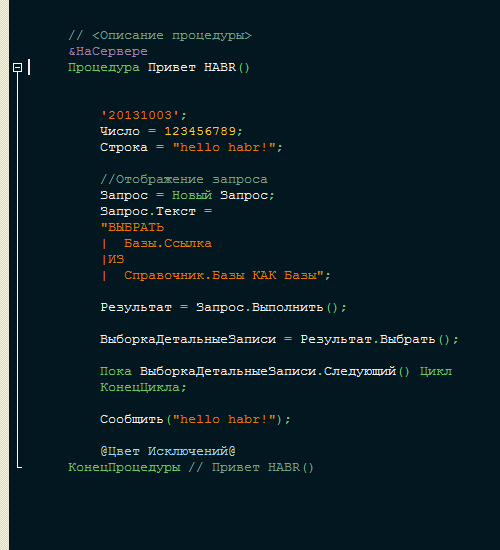 // <Описание процедуры>
&НаСервере
Процедура Привет HABR()
'20131003';
Число = 123456789;
Строка = "hello habr!";
//Отображение запроса
Запрос = Новый Запрос;
Запрос.Текст =
"ВЫБРАТЬ
|  Базы.Ссылка
|ИЗ
|  Справочник.Базы КАК Базы";
Результат = Запрос.Выполнить();
ВыборкаДетальныеЗаписи = Результат.Выбрать();
Пока ВыборкаДетальныеЗаписи.Следующий() Цикл
КонецЦикла;
Сообщить("hello habr!");
@Цвет Исключений@
КонецПроцедуры // Привет HABR()